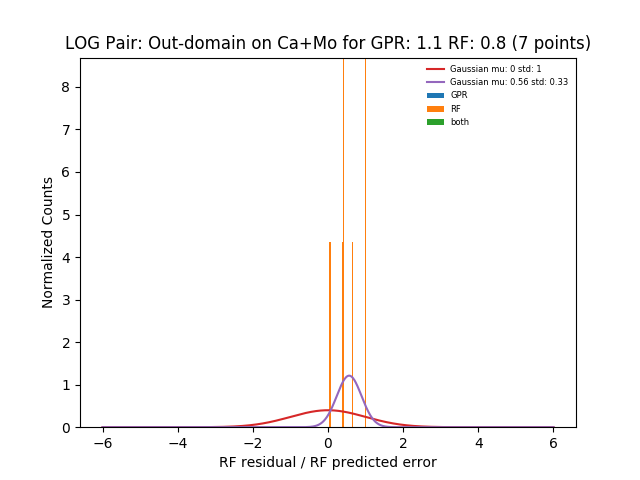 LOG Pair: Out-domain on Ca+Mo for GPR: 1.1 RF: 0.8 (7 points)
Gaussian mu: 0 std: 1
Gaussian mu: 0.56 std: 0.33
GPR
RF
both
Normalized Counts
8
7
6
5
4
3
2
1
0
−6 −4 −2 0 2 4 6
RF residual / RF predicted error